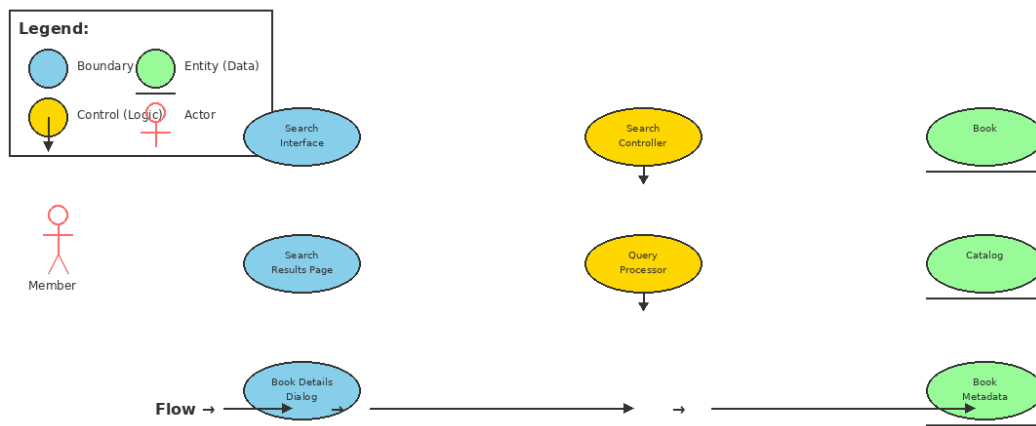 Legend:
Boundary
Entity (Data)
Control (Logic)
Actor
Search
Interface
Search
Controller
Book
Member
Search
Results Page
Query
Processor
Catalog
Book Details
Dialog
Book
Metadata
Flow → → →